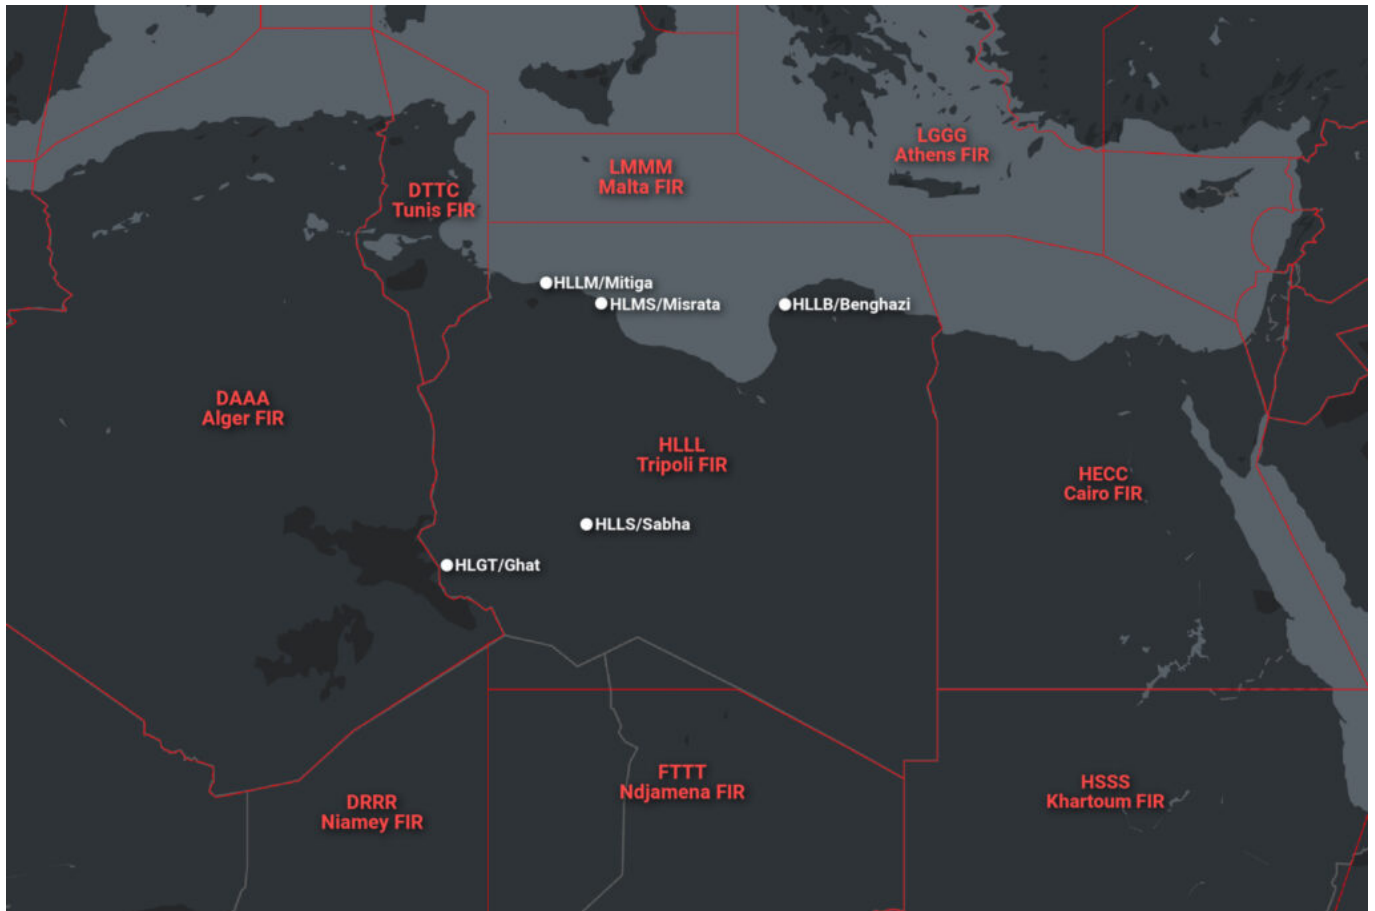 LGGG
Athens FIR
LMMM
Malta FIR
DTTC
Tunis FIR
HLLM/Mitiga
HLMS/Misrata
HLLB/Benghazi
DAAA
Alger FIR
HLLL
Tripoli FIR
HECC
Cairo FIR
HLLS/Sabha
HLGT/Ghat
FTTT
Ndjamena FIR
HSSS
Khartoum FIR
DRRR
Niamey FIR